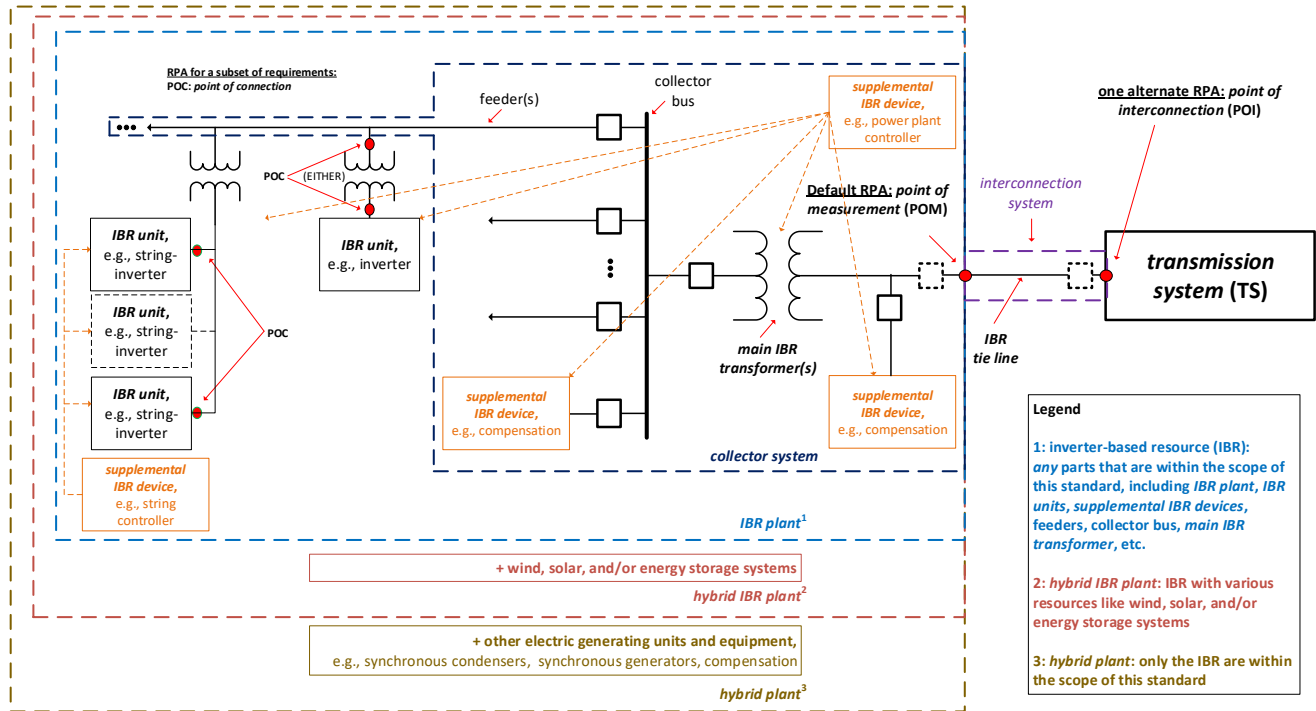 RPA for a subset of requirements:
POC: point of connection
feeder(s)
collector
bus
supplemental
IBR device,
e.g., power plant
controller
one alternate RPA: point of
interconnection (POI)
•••
POC
(EITHER)
Default RPA: point of
measurement (POM)
interconnection
system
IBR unit,
e.g., string-
inverter
IBR unit,
e.g., inverter
transmission
system (TS)
IBR unit,
e.g., string-
inverter
POC
•••
main IBR
transformer(s)
IBR
tie line
IBR unit,
e.g., string-
inverter
supplemental
IBR device,
e.g., compensation
supplemental
IBR device,
e.g., compensation
collector system
supplemental
IBR device,
e.g., string
controller
IBR plant1
+ wind, solar, and/or energy storage systems
hybrid IBR plant2
+ other electric generating units and equipment,
e.g., synchronous condensers, synchronous generators, compensation
hybrid plant3
Legend
1: inverter-based resource (IBR):
any parts that are within the scope of
this standard, including IBR plant, IBR
units, supplemental IBR devices,
feeders, collector bus, main IBR
transformer, etc.
2: hybrid IBR plant: IBR with various
resources like wind, solar, and/or
energy storage systems
3: hybrid plant: only the IBR are within
the scope of this standard